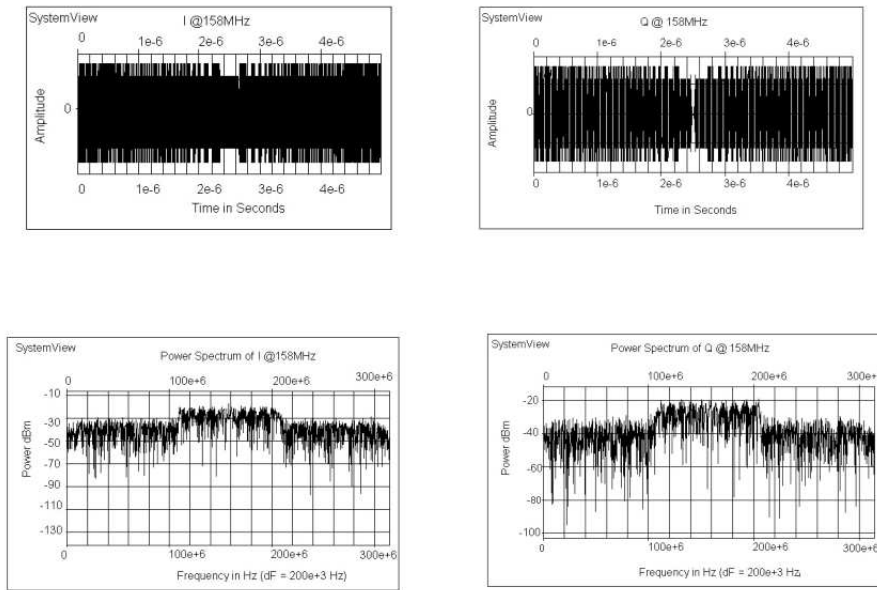 SystemView
I @158MHz
0 1e-6 2e-6 3e-6 4e-6
Amplitude
0
0 1e-6 2e-6 3e-6 4e-6
Time in Seconds
SystemView
Q @ 158MHz
0 1e-6 2e-6 3e-6 4e-6
Amplitude
0
0 1e-6 2e-6 3e-6 4e-6
Time in Seconds
SystemView
Power Spectrum of I @158MHz
0 100e+6 200e+6 300e+6
Power dBm
-10
-30
-50
-70
-90
-110
-130
0 100e+6 200e+6 300e+6
Frequency in Hz (dF = 200e+3 Hz)
SystemView
Power Spectrum of Q @ 158MHz
0 100e+6 200e+6 300e+
Power dBm
-20
-40
-60
-80
-100
0 100e+6 200e+6 300e+
Frequency in Hz (dF = 200e+3 Hz